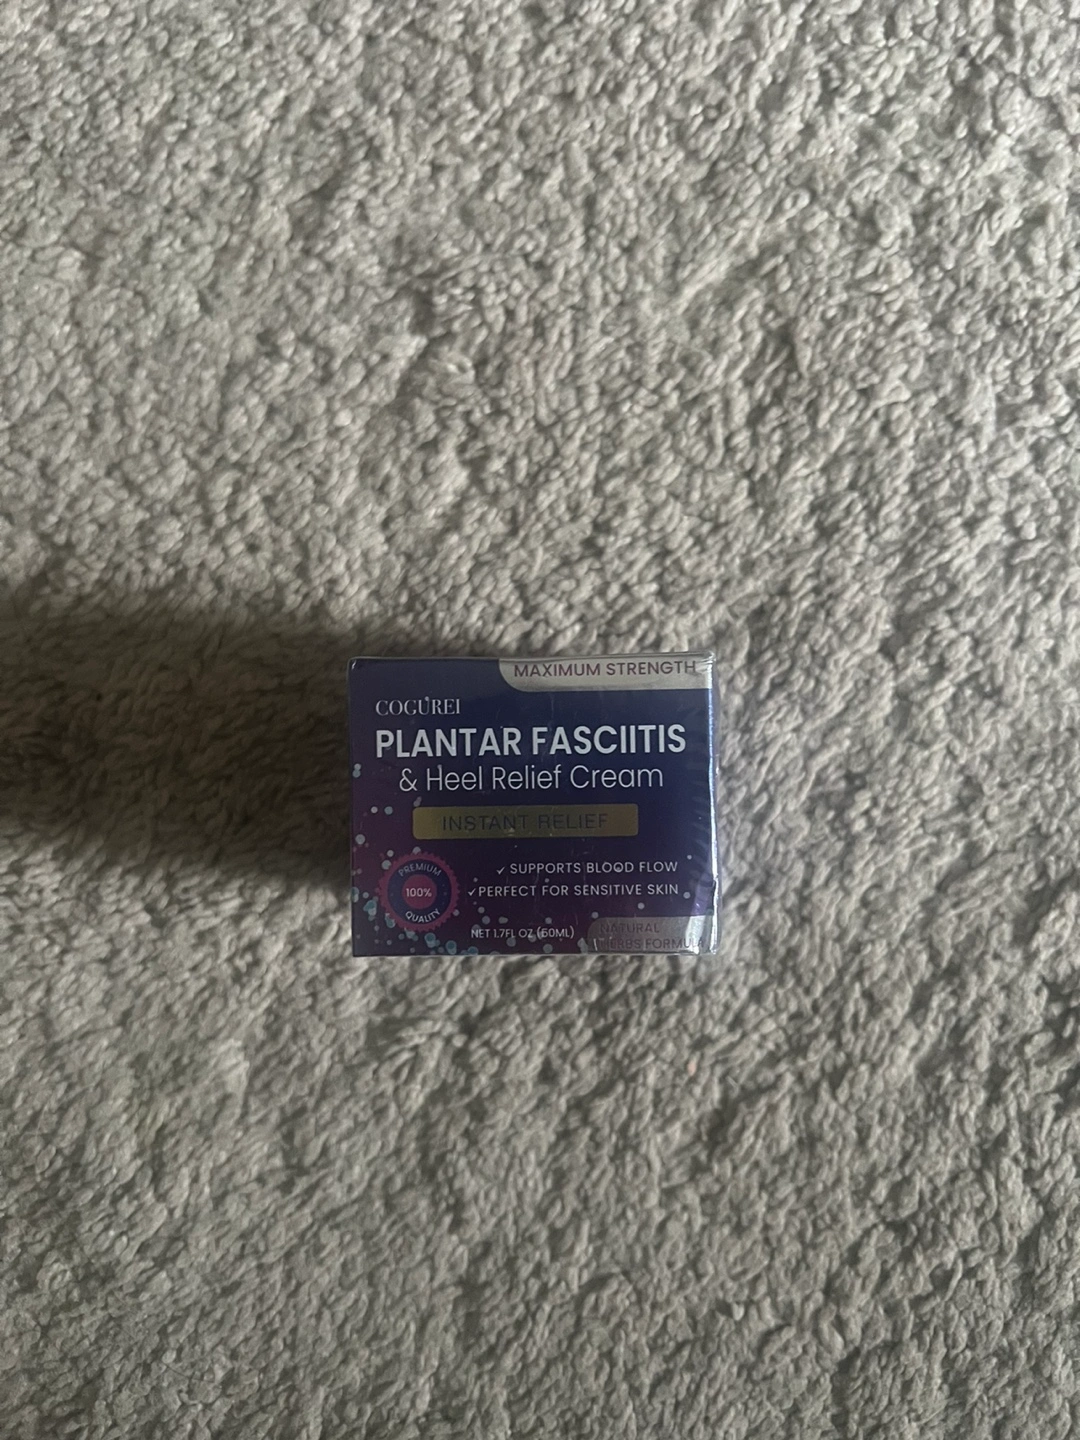 MAXIMUM STRENGTH
COGUREI
PLANTAR FASCIITIS
& Heel Relief Cream
INSTANT RELIEF
PREMIUM
100%
QUALITY
✓ SUPPORTS BLOOD FLOW
✓ PERFECT FOR SENSITIVE SKIN
NET 1.7FL OZ (50ML)
NATURAL
HERBS FORMULA